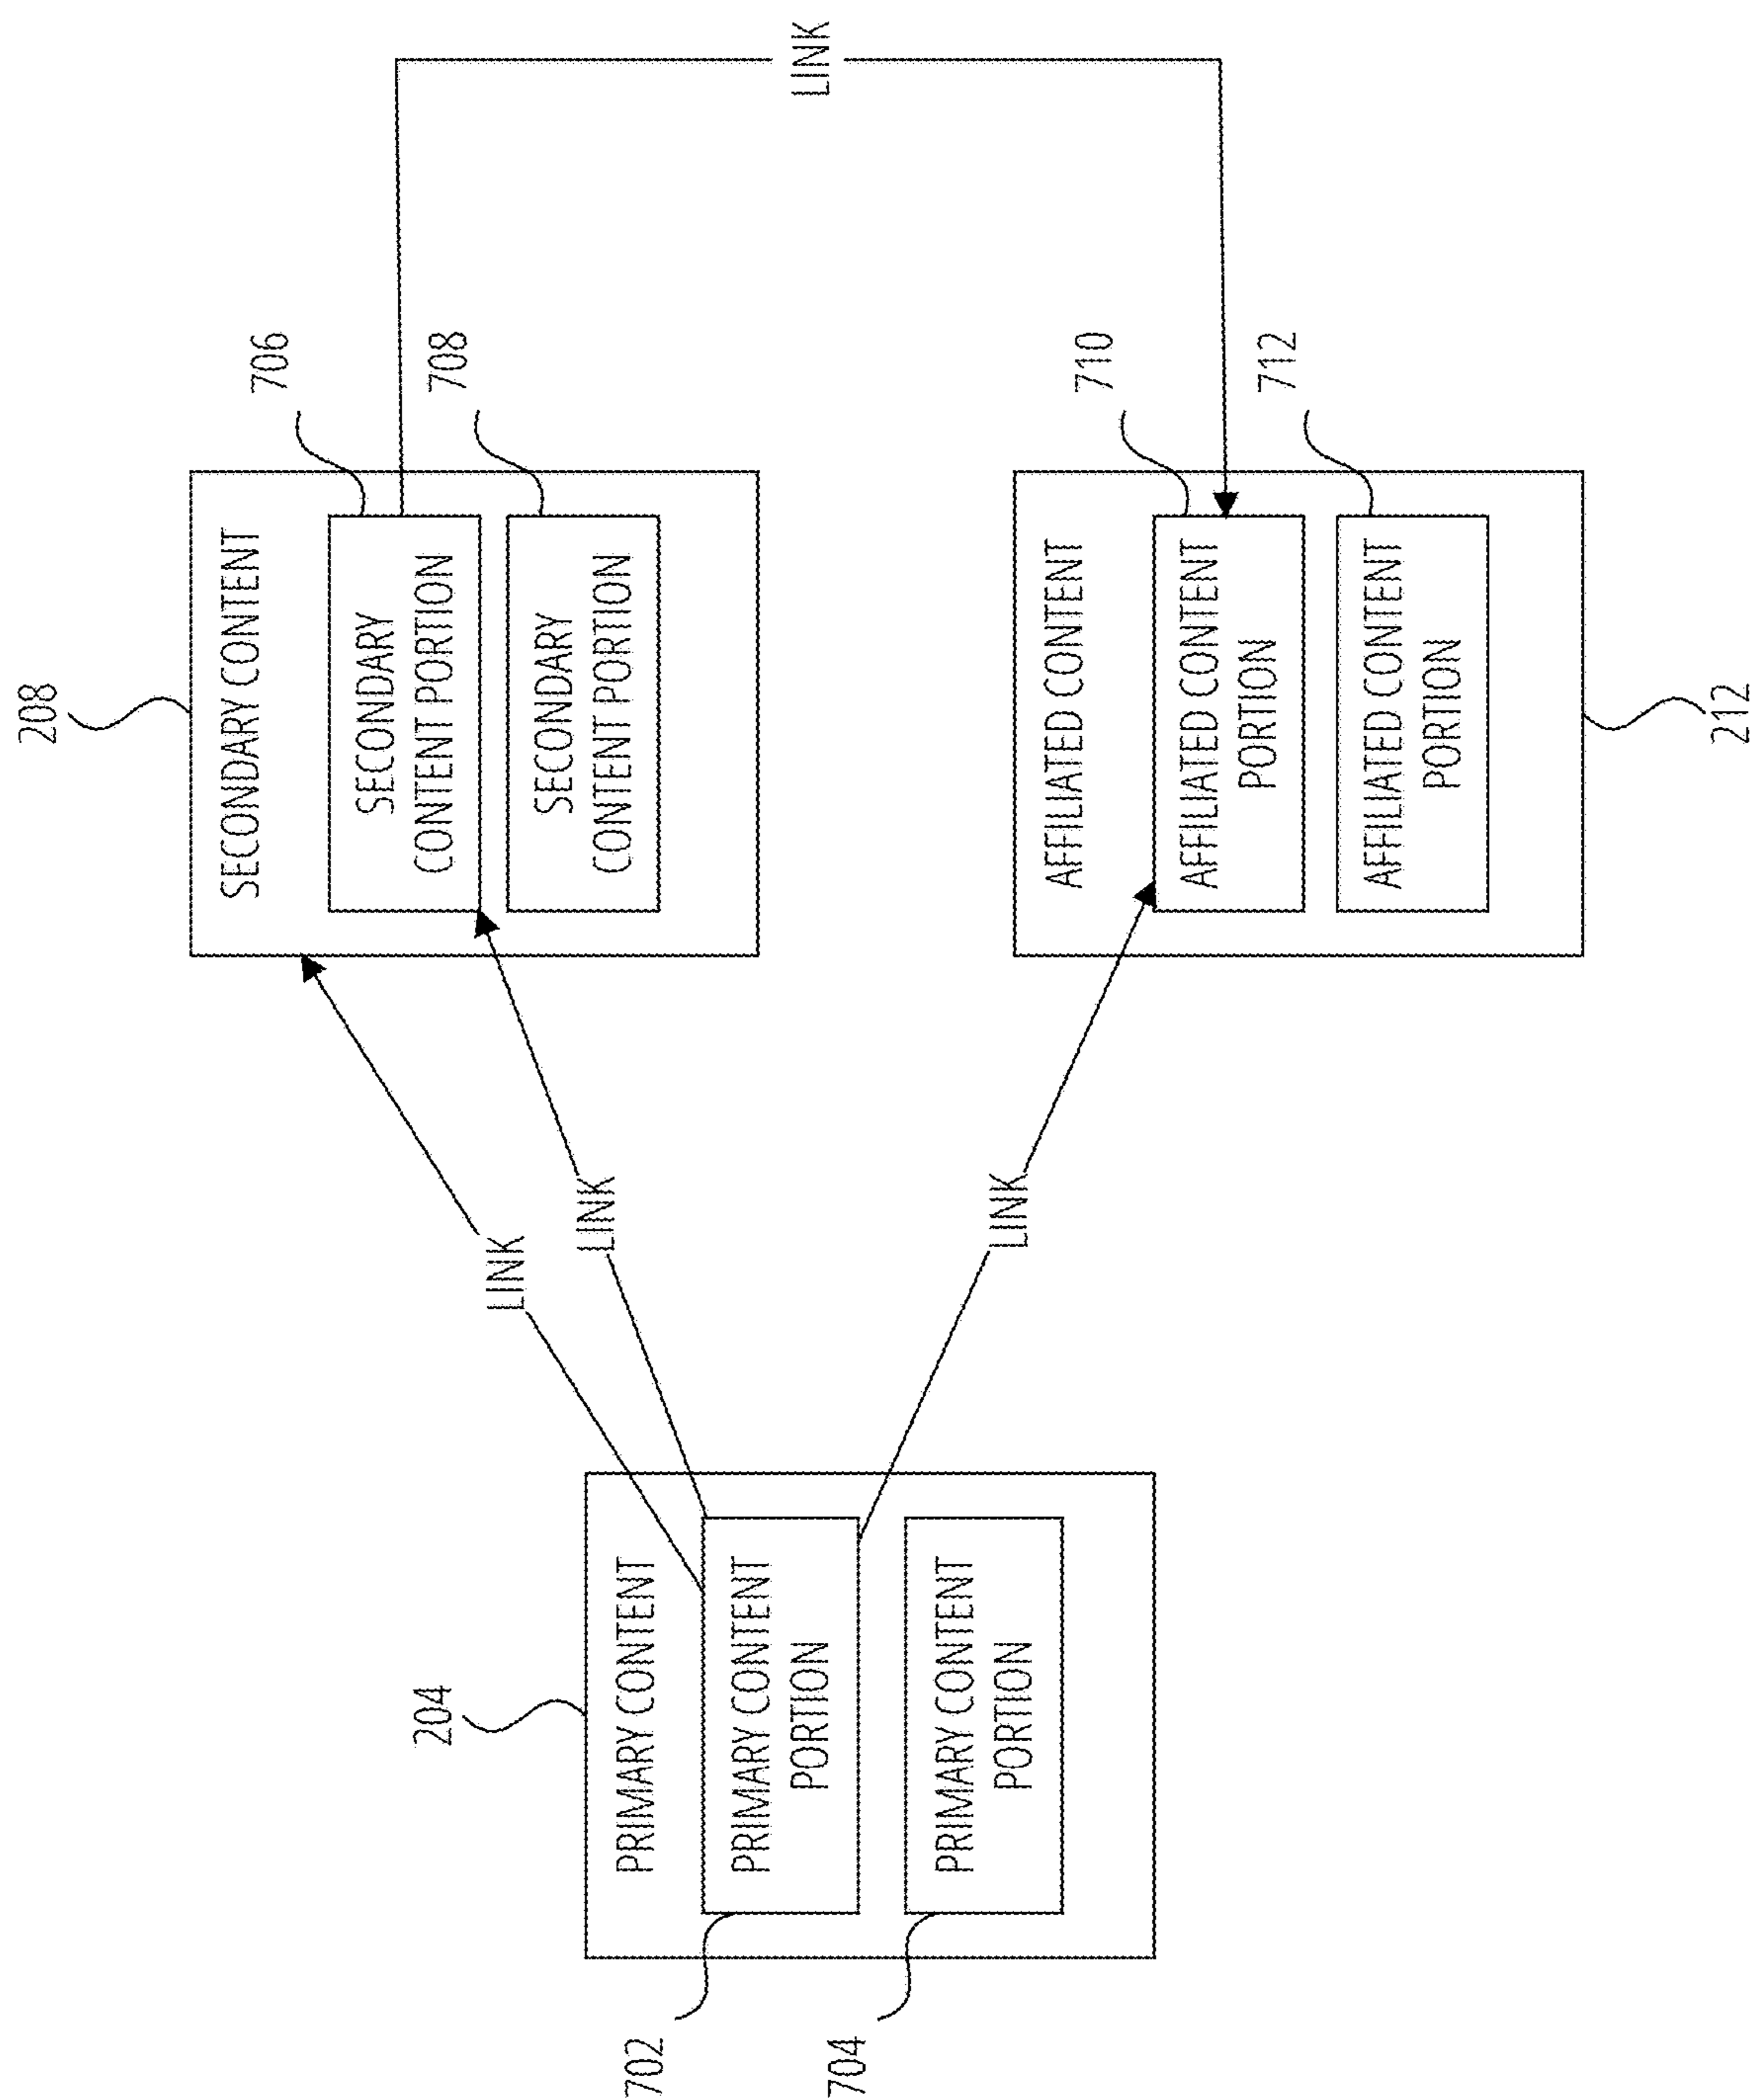 204
PRIMARY CONTENT
702
PRIMARY CONTENT
PORTION
704
PRIMARY CONTENT
PORTION
LINK
LINK
LINK
208
SECONDARY CONTENT
706
SECONDARY
CONTENT PORTION
708
SECONDARY
CONTENT PORTION
AFFILIATED CONTENT
710
AFFILIATED CONTENT
PORTION
712
AFFILIATED CONTENT
PORTION
212
LINK